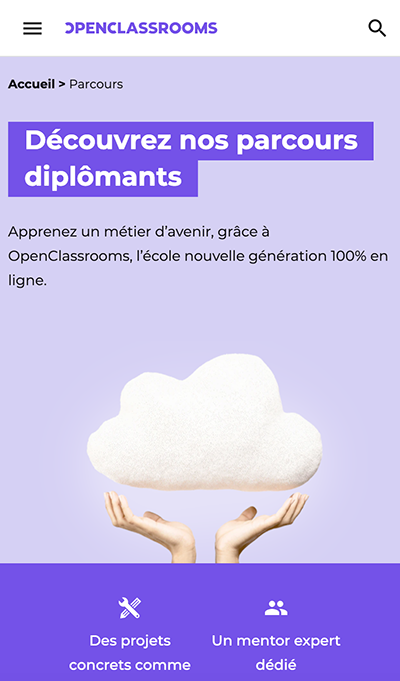 OPENCLASSROOMS
Accueil > Parcours
Découvrez nos parcours
diplômants
Apprenez un métier d’avenir, grâce à
OpenClassrooms, l’école nouvelle génération 100% en
ligne.
Des projets
concrets comme
Un mentor expert
dédié